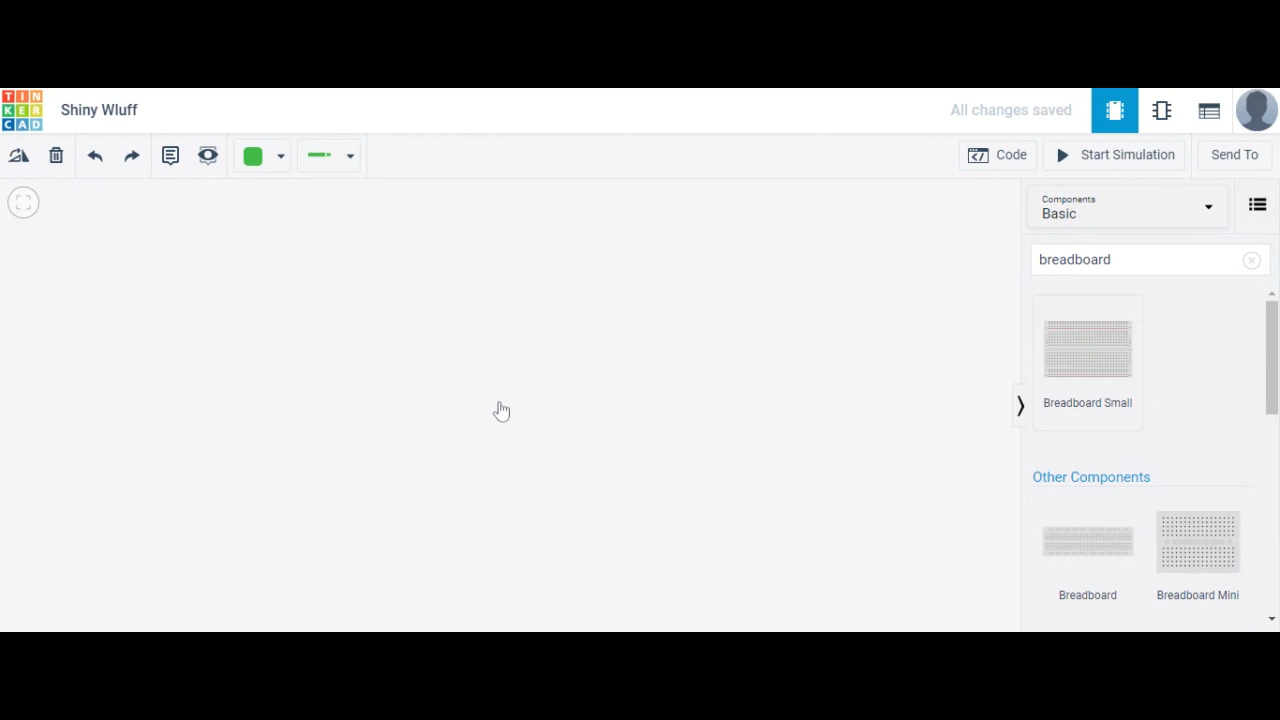 TIN
KER
CAD
Shiny Wluff
All changes saved
Code
Start Simulation
Send To
Components
Basic
breadboard
Breadboard Small
Other Components
Breadboard
Breadboard Mini